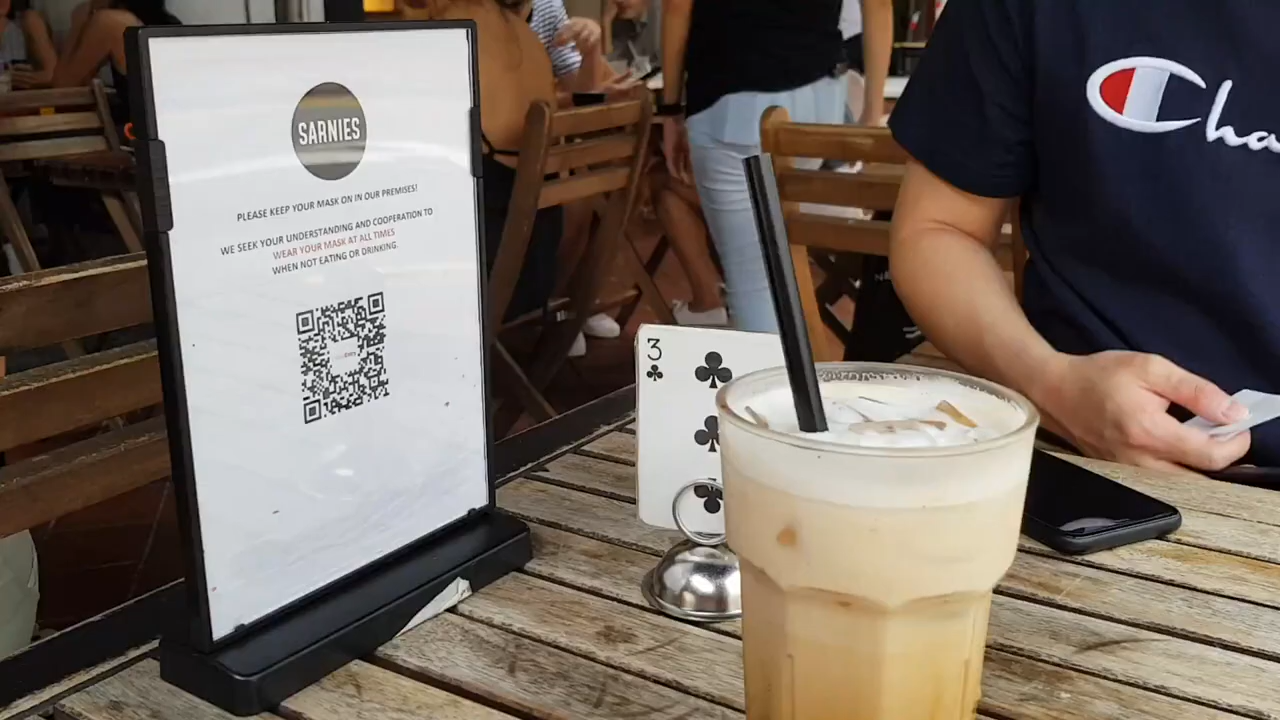 SARNIES
PLEASE KEEP YOUR MASK ON IN OUR PREMISES!
WE SEEK YOUR UNDERSTANDING AND COOPERATION TO
WEAR YOUR MASK AT ALL TIMES
WHEN NOT EATING OR DRINKING.
3
Cha